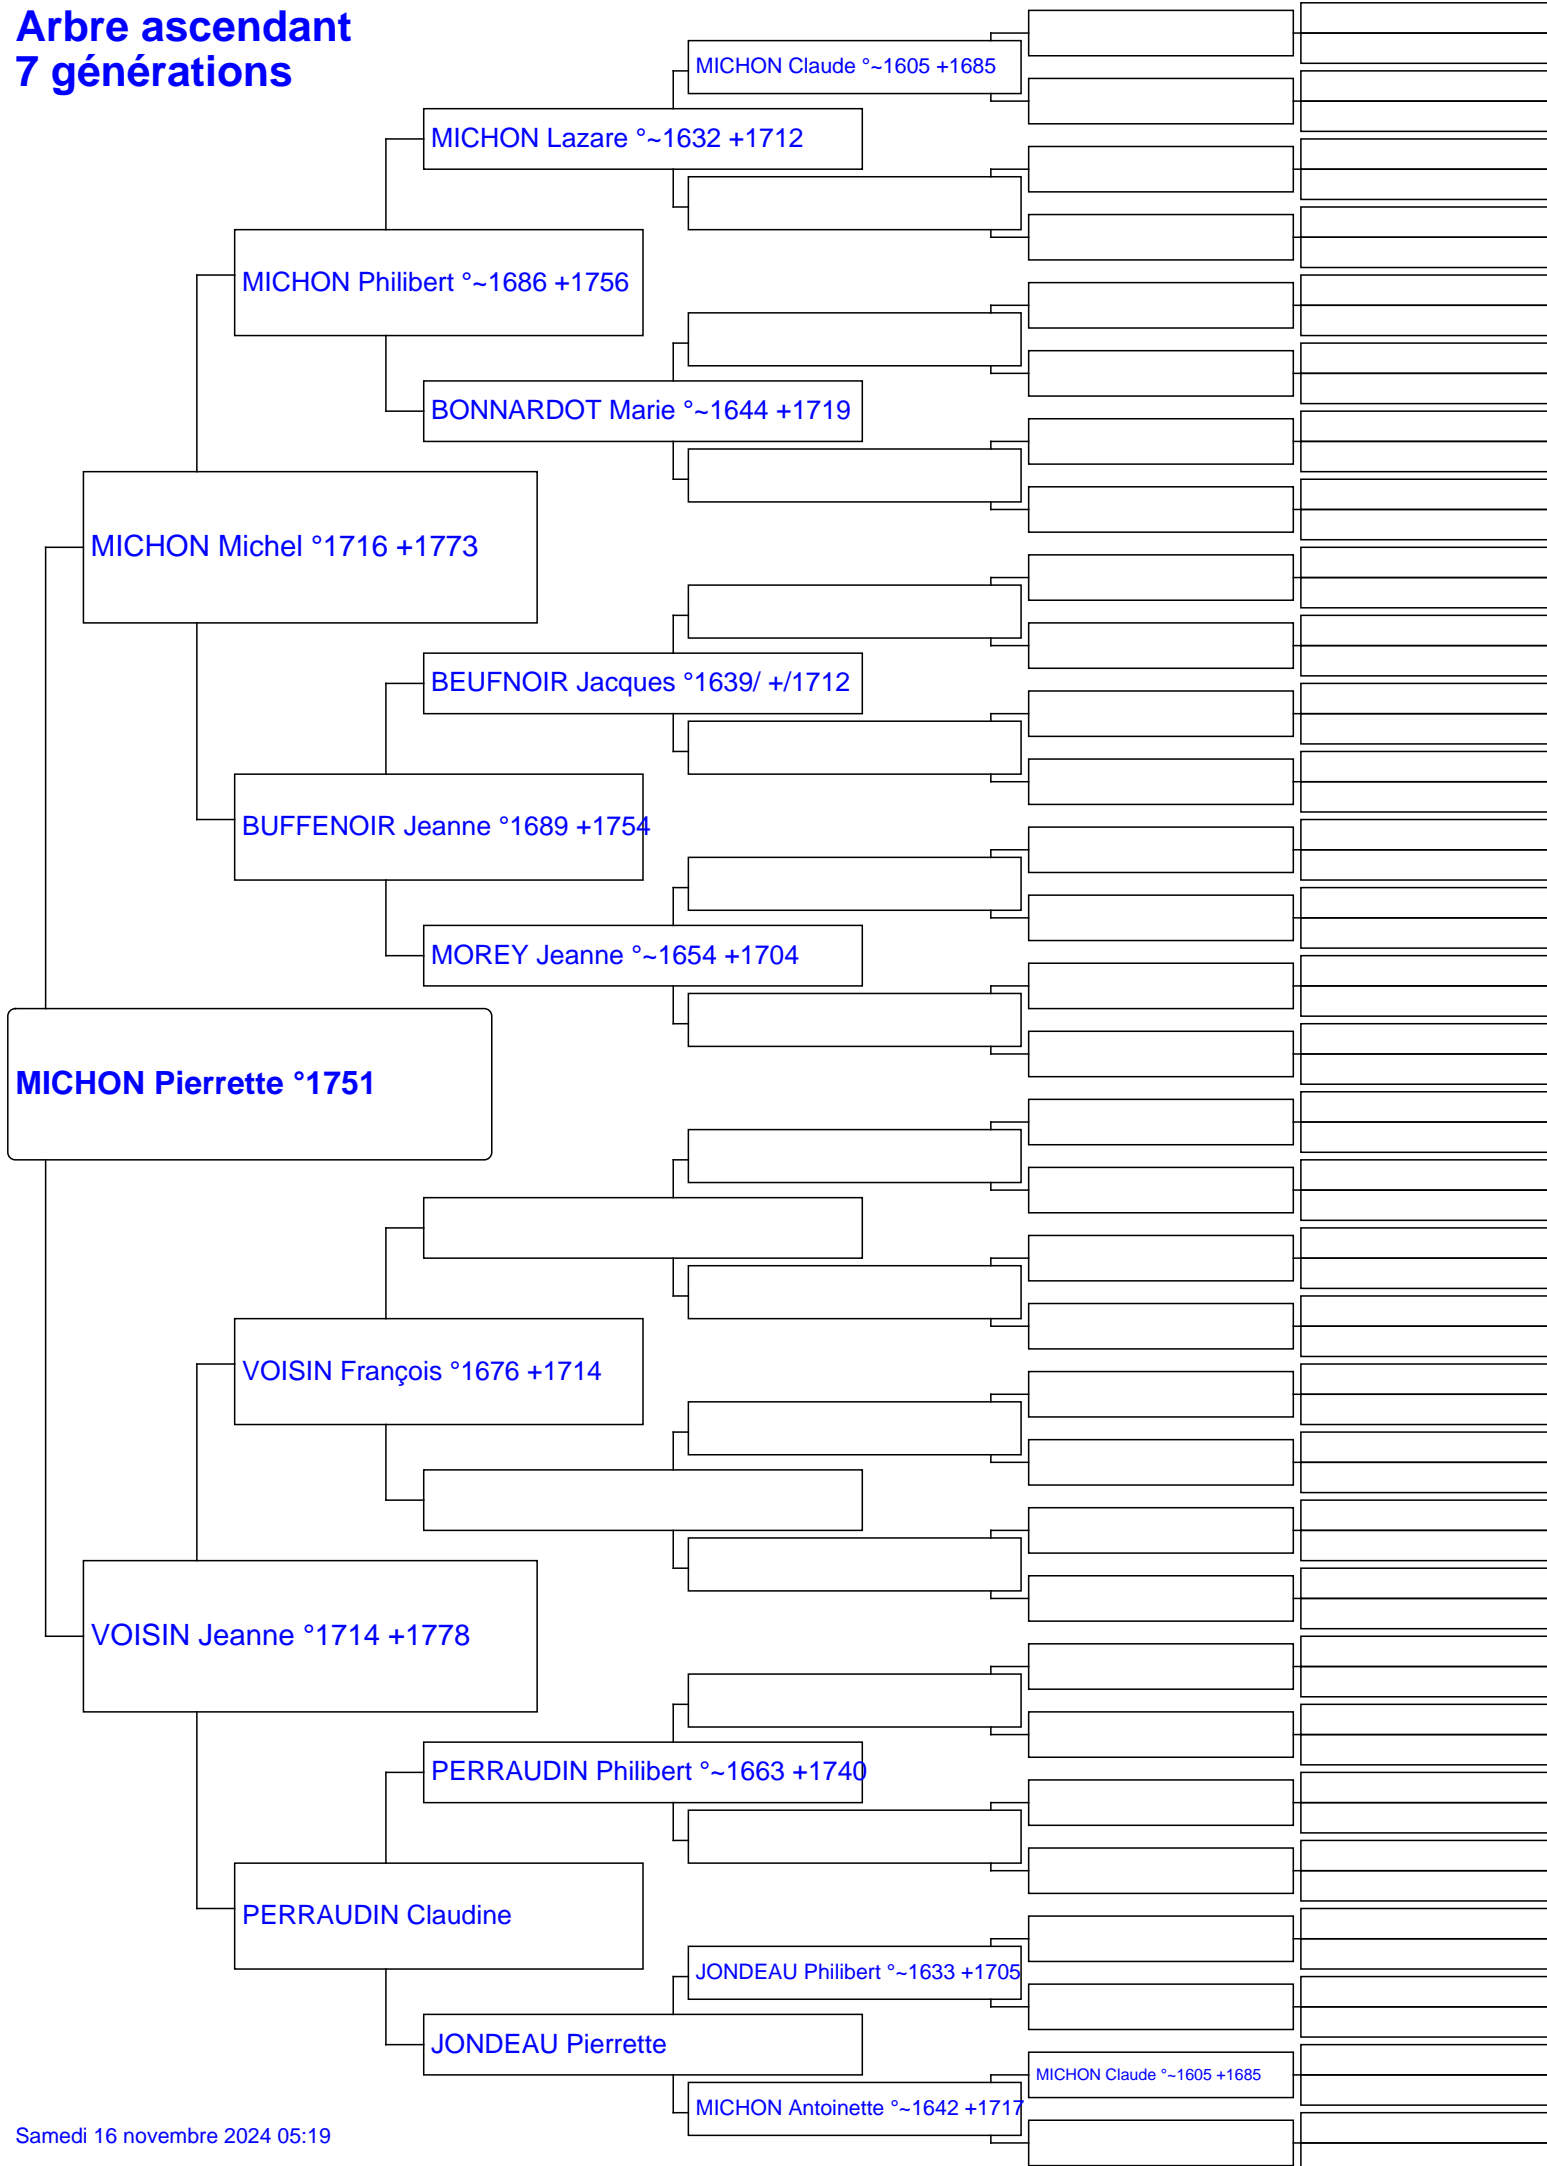 Arbre ascendant
7 générations
MICHON Claude °~1605 +1685
MICHON Lazare °~1632 +1712
MICHON Philibert °~1686 +1756
BONNARDOT Marie °~1644 +1719
MICHON Michel °1716 +1773
BEUFNOIR Jacques °1639/ +/1712
BUFFENOIR Jeanne °1689 +1754
MOREY Jeanne °~1654 +1704
MICHON Pierrette °1751
VOISIN François °1676 +1714
VOISIN Jeanne °1714 +1778
PERRAUDIN Philibert °~1663 +1740
PERRAUDIN Claudine
JONDEAU Philibert °~1633 +1705
JONDEAU Pierrette
MICHON Claude °~1605 +1685
MICHON Antoinette °~1642 +1717
Samedi 16 novembre 2024 05:19